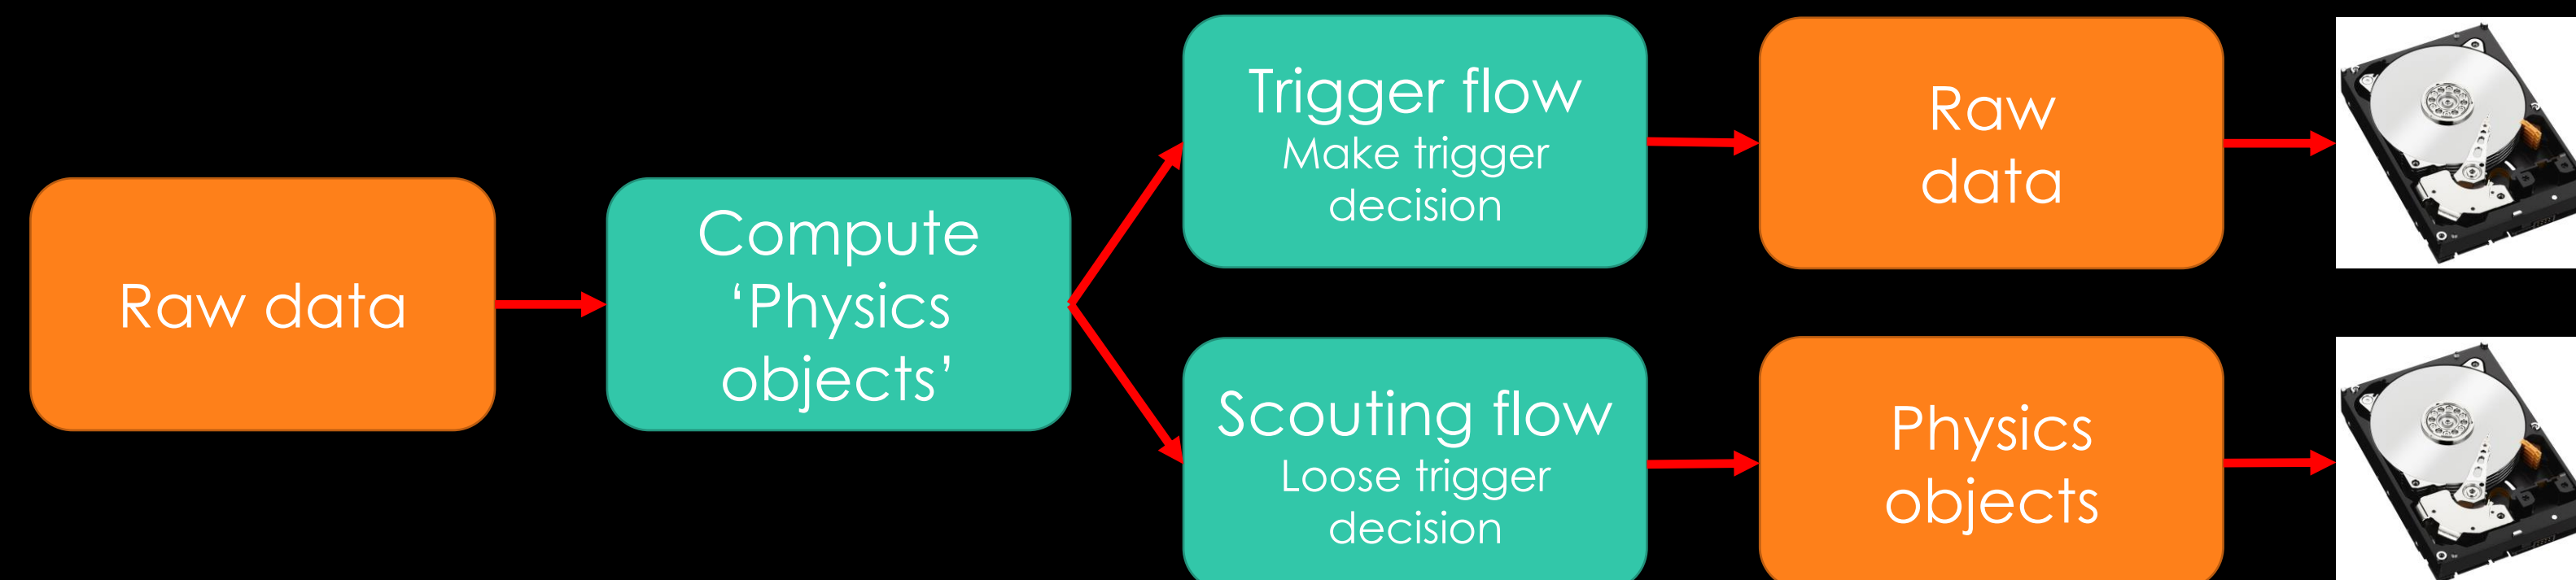 Raw data
Compute
‘Physics
objects’
Trigger flow
Make trigger
decision
Raw
data
Scouting flow
Loose trigger
decision
Physics
objects